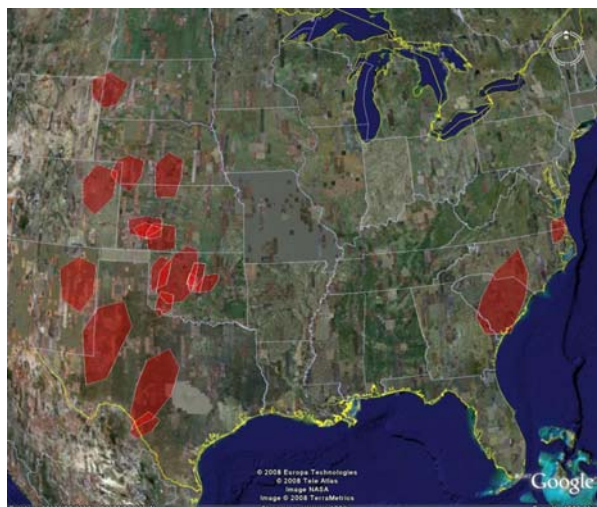 © 2008 Europa Technologies
© 2008 Tele Atlas
Image NASA
Image © 2008 TerraMetrics
Google